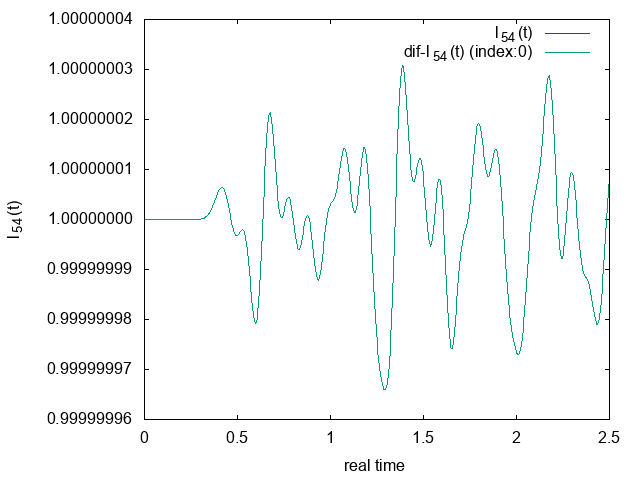 1.00000004
1.00000003
1.00000002
1.00000001
1.00000000
0.99999999
0.99999998
0.99999997
0.99999996
I54(t)
I54(t)
dif-I54(t) (index:0)
0 0.5 1 1.5 2 2.5
real time